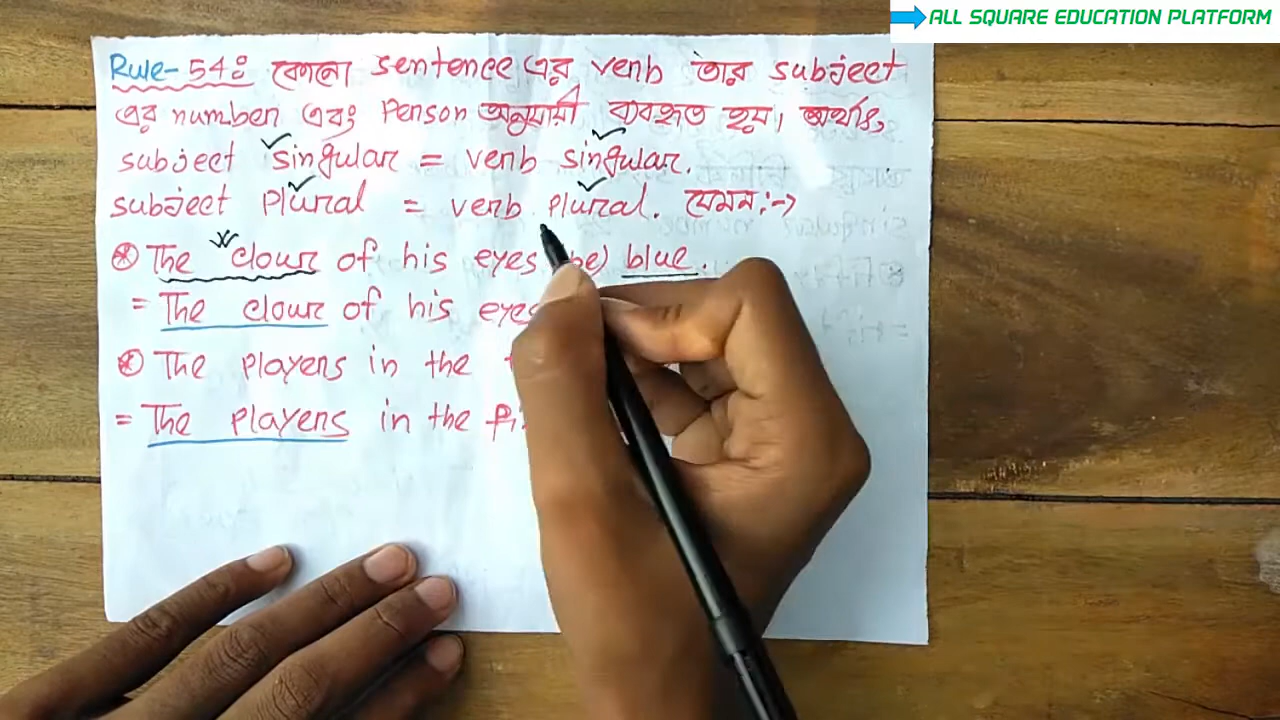 ALL SQUARE EDUCATION PLATFORM
Rule-54: কোনো sentence এর verb তার subject
এর number এবং Person অনুযায়ী ব্যবহৃত হয়। অর্থাৎ,
subject singular = verb singular.
subject Plural = verb plural. যেমন:->
The clour of his eyes be) blue.
= The clour of his eyes
The players in the
= The players in the